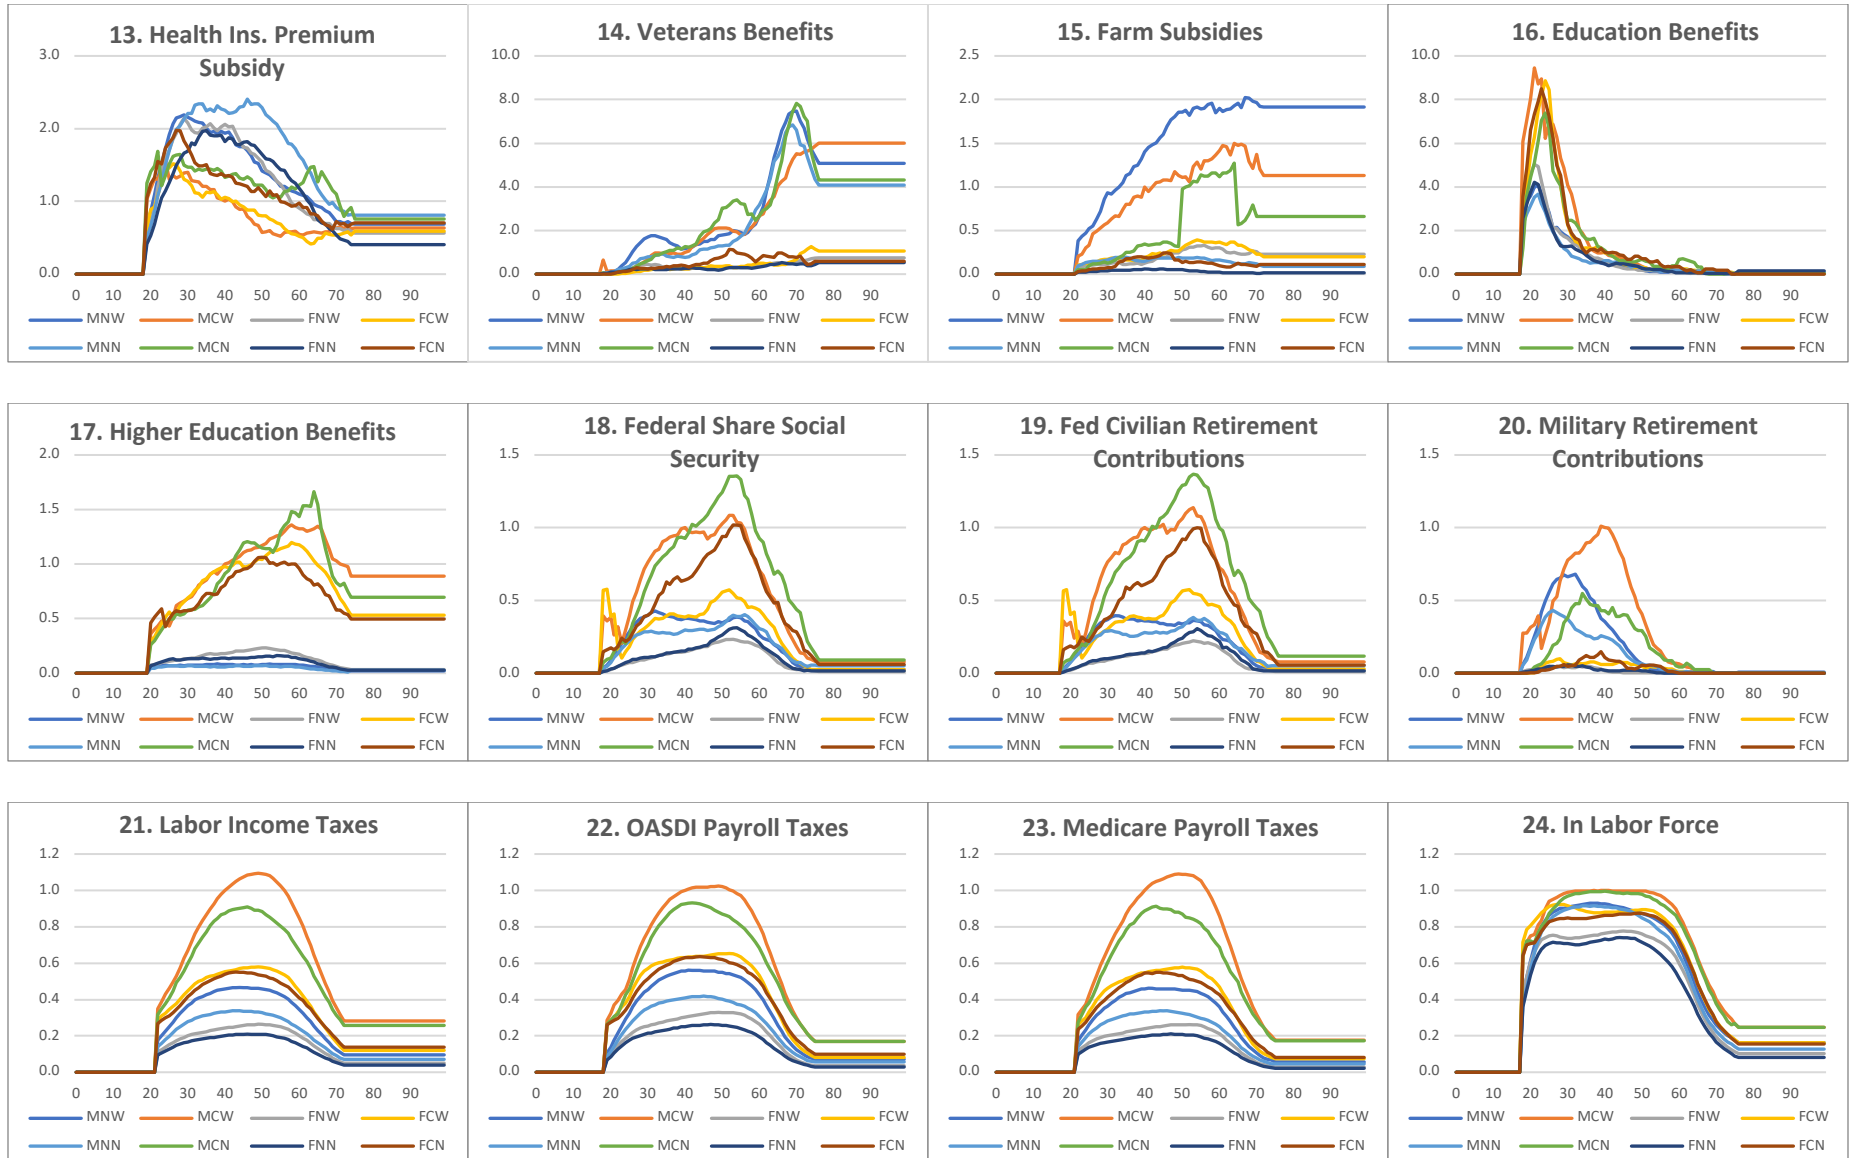 13. Health Ins. Premium
Subsidy
3.0
2.0
1.0
0.0
0 10 20 30 40 50 60 70 80 90
MNW MCW FNW FCW
MNN MCN FNN FCN
14. Veterans Benefits
10.0
8.0
6.0
4.0
2.0
0.0
0 10 20 30 40 50 60 70 80 90
MNW MCW FNW FCW
MNN MCN FNN FCN
15. Farm Subsidies
2.5
2.0
1.5
1.0
0.5
0.0
0 10 20 30 40 50 60 70 80 90
MNW MCW FNW FCW
MNN MCN FNN FCN
16. Education Benefits
10.0
8.0
6.0
4.0
2.0
0.0
0 10 20 30 40 50 60 70 80 90
MNW MCW FNW FCW
MNN MCN FNN FCN
17. Higher Education Benefits
2.0
1.5
1.0
0.5
0.0
0 10 20 30 40 50 60 70 80 90
MNW MCW FNW FCW
MNN MCN FNN FCN
18. Federal Share Social
Security
1.5
1.0
0.5
0.0
0 10 20 30 40 50 60 70 80 90
MNW MCW FNW FCW
MNN MCN FNN FCN
19. Fed Civilian Retirement
Contributions
1.5
1.0
0.5
0.0
0 10 20 30 40 50 60 70 80 90
MNW MCW FNW FCW
MNN MCN FNN FCN
20. Military Retirement
Contributions
1.5
1.0
0.5
0.0
0 10 20 30 40 50 60 70 80 90
MNW MCW FNW FCW
MNN MCN FNN FCN
21. Labor Income Taxes
1.2
1.0
0.8
0.6
0.4
0.2
0.0
0 10 20 30 40 50 60 70 80 90
MNW MCW FNW FCW
MNN MCN FNN FCN
22. OASDI Payroll Taxes
1.2
1.0
0.8
0.6
0.4
0.2
0.0
0 10 20 30 40 50 60 70 80 90
MNW MCW FNW FCW
MNN MCN FNN FCN
23. Medicare Payroll Taxes
1.2
1.0
0.8
0.6
0.4
0.2
0.0
0 10 20 30 40 50 60 70 80 90
MNW MCW FNW FCW
MNN MCN FNN FCN
24. In Labor Force
1.2
1.0
0.8
0.6
0.4
0.2
0.0
0 10 20 30 40 50 60 70 80 90
MNW MCW FNW FCW
MNN MCN FNN FCN